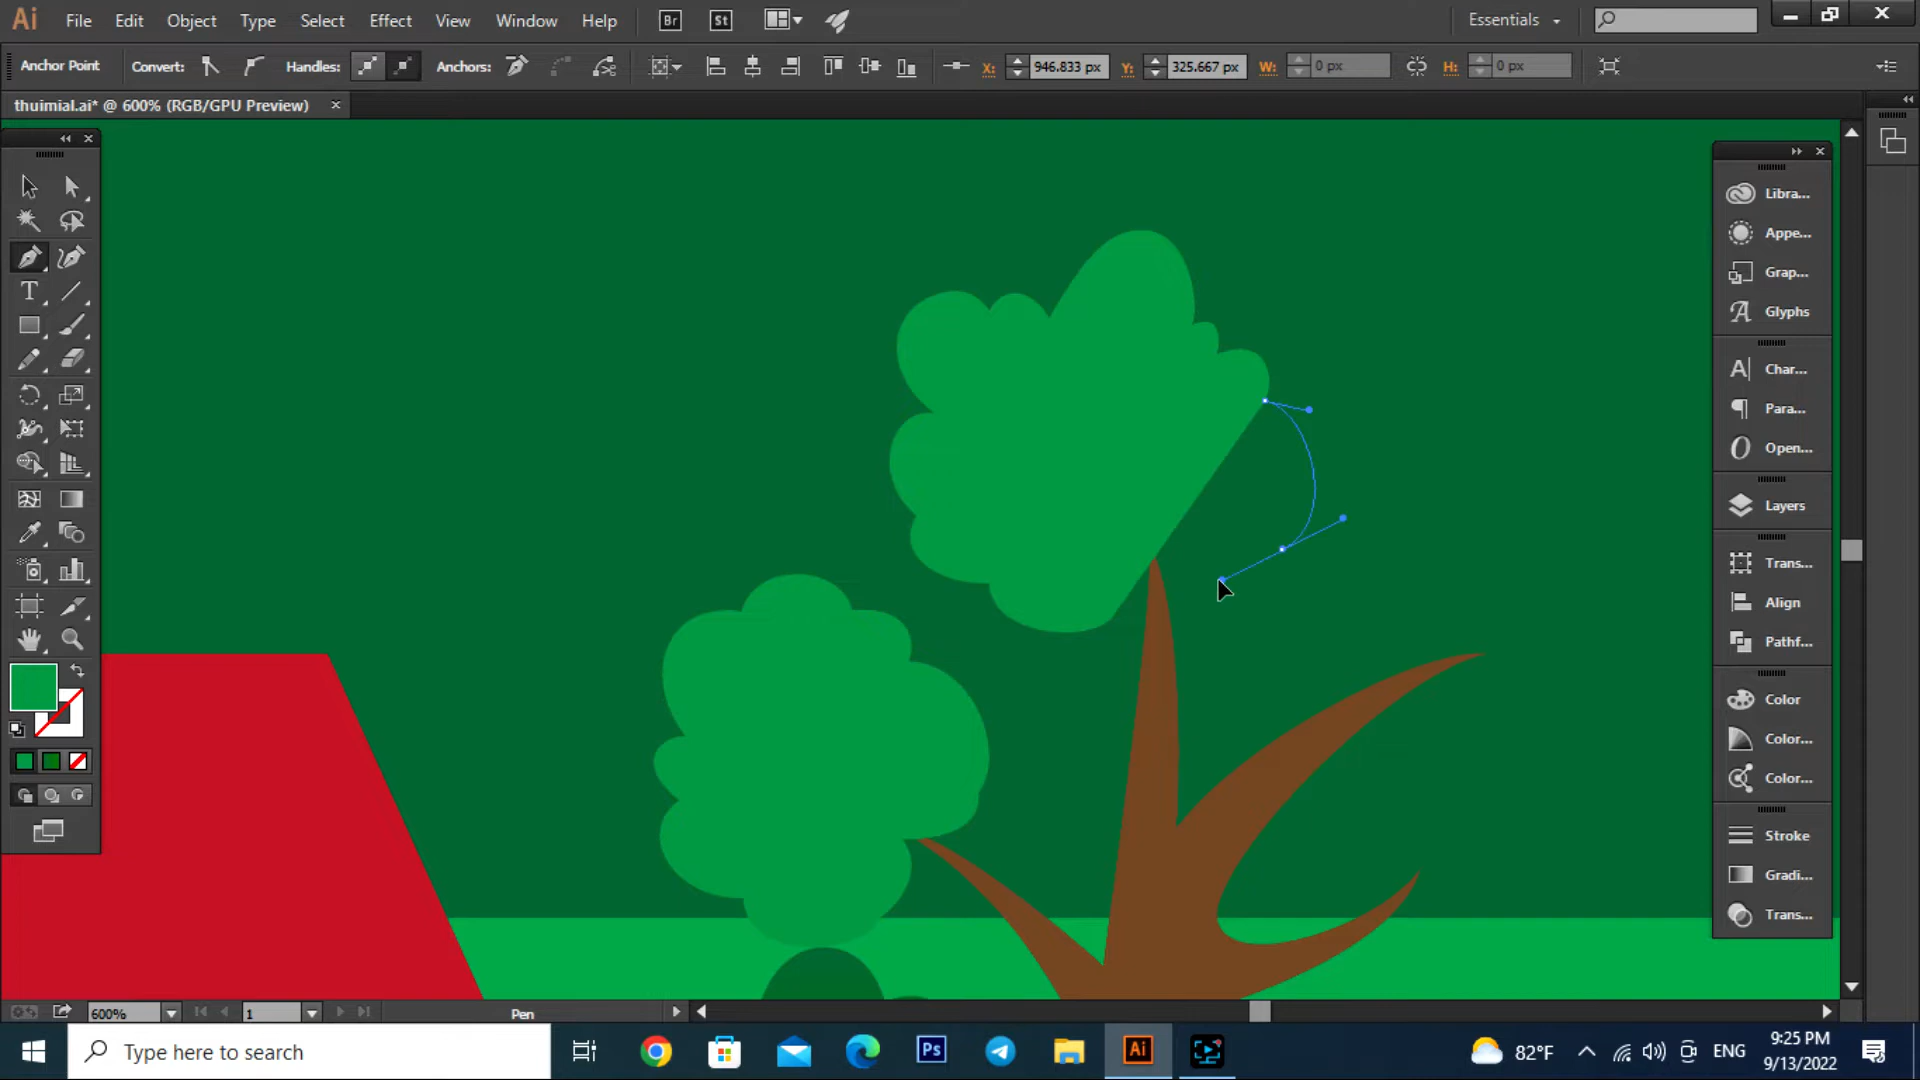 Ai File Edit Object Type Select Effect View Window Help Br St Essentials
Anchor Point Convert: Handles: Anchors: X: 946.833 px Y: 325.667 px W: 0 px H: 0 px
thuimial.ai* @ 600% (RGB/GPU Preview)
Libra...
Appe...
Grap...
Glyphs
Char...
Para...
Open...
Layers
Trans...
Align
Pathf...
Color
Color...
Color...
Stroke
Gradi...
Trans...
600% 1 Pen
Type here to search Ps Ai 82°F ENG 9:25 PM
9/13/2022